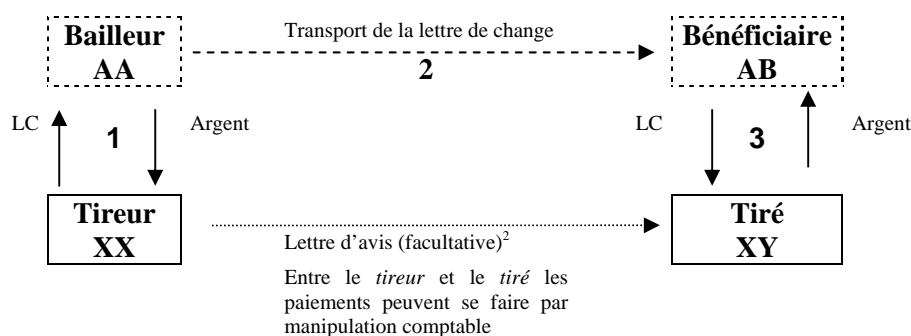 Bailleur
AA
Transport de la lettre de change
2
Bénéficiaire
AB
LC
1
Argent
LC
3
Argent
Tireur
XX
Tiré
XY
Lettre d’avis (facultative)2
Entre le tireur et le tiré les
paiements peuvent se faire par
manipulation comptable